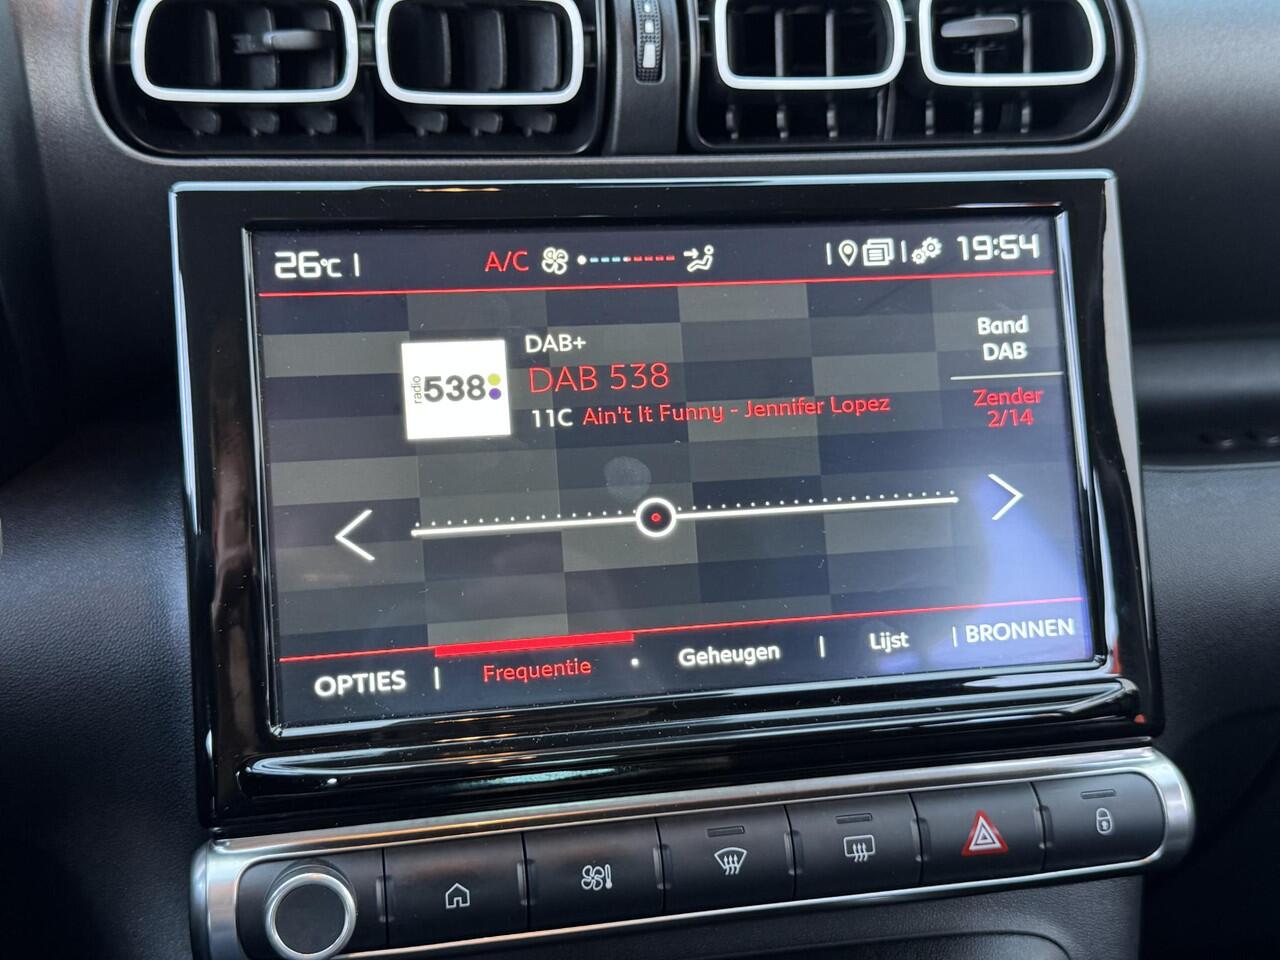 26°C
A/C
19:54
DAB+
DAB 538
11C Ain't It Funny - Jennifer Lopez
radio 538
Band
DAB
Zender
2/14
OPTIES
Frequentie
Geheugen
Lijst
BRONNEN